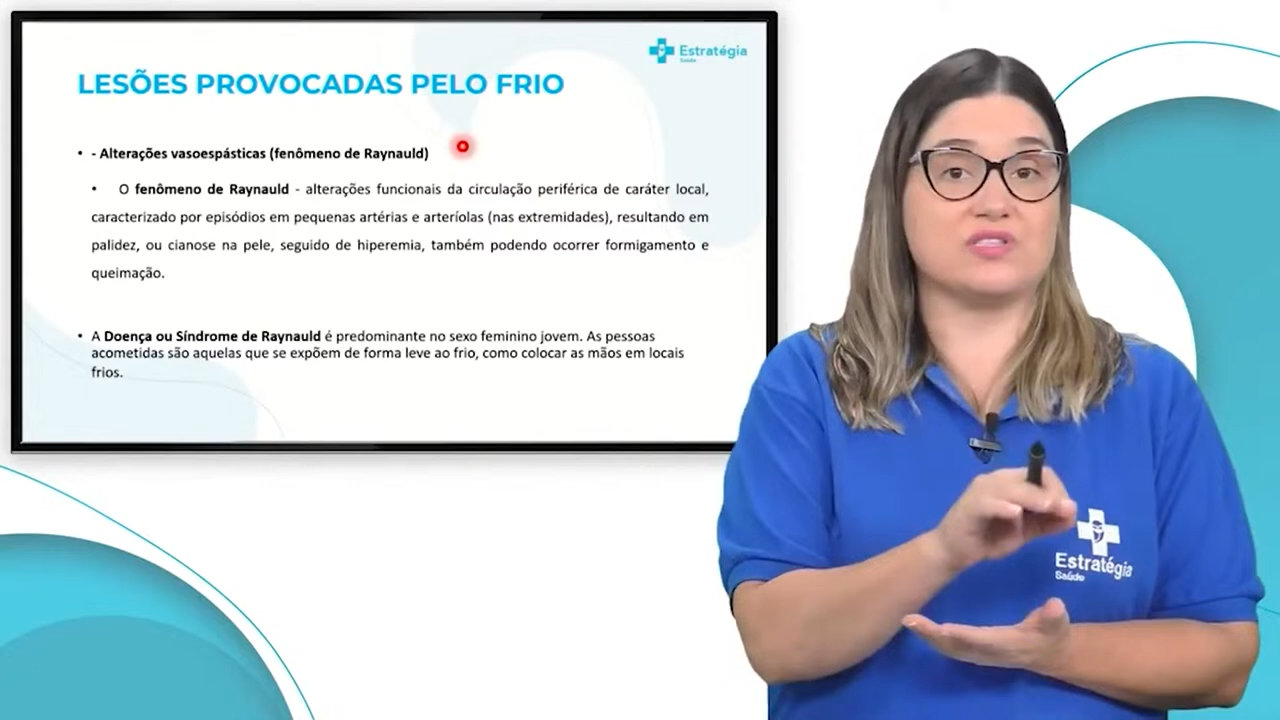 Estratégia
Saúde
LESÕES PROVOCADAS PELO FRIO
• - Alterações vasoespásticas (fenômeno de Raynauld)
• O fenômeno de Raynauld - alterações funcionais da circulação periférica de caráter local,
caracterizado por episódios em pequenas artérias e arteríolas (nas extremidades), resultando em
palidez, ou cianose na pele, seguido de hiperemia, também podendo ocorrer formigamento e
queimação.
• A Doença ou Síndrome de Raynauld é predominante no sexo feminino jovem. As pessoas
acometidas são aquelas que se expõem de forma leve ao frio, como colocar as mãos em locais
frios.
Estratégia
Saúde